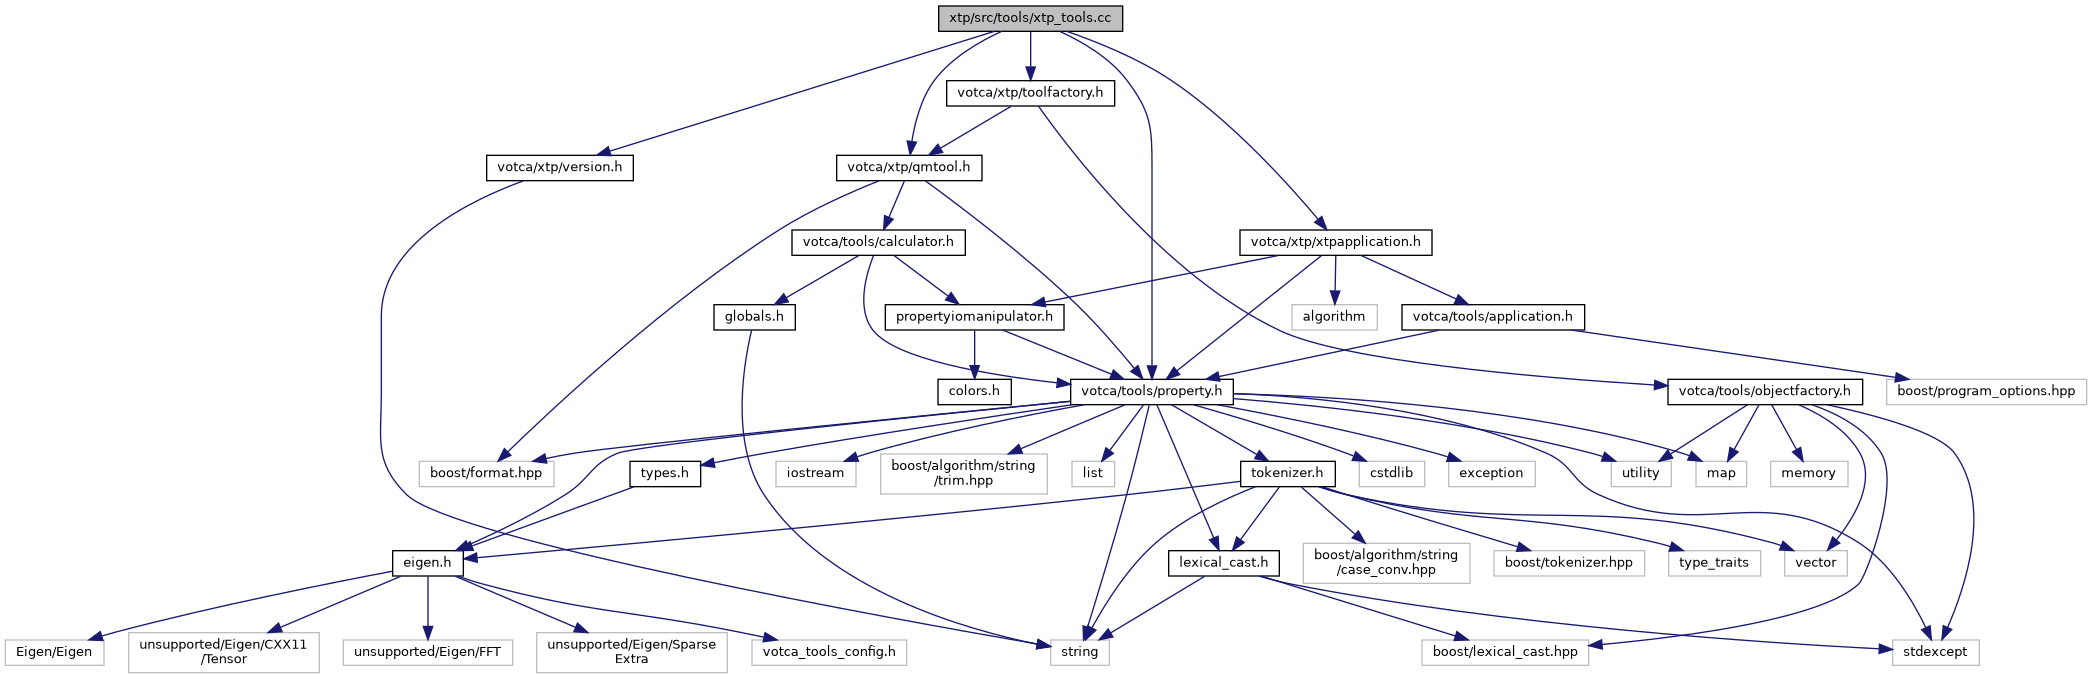 xtp/src/tools/xtp_tools.cc
votca/xtp/toolfactory.h
votca/xtp/version.h
votca/xtp/qmtool.h
votca/tools/calculator.h
votca/xtp/xtpapplication.h
globals.h
propertyiomanipulator.h
algorithm
votca/tools/application.h
colors.h
votca/tools/property.h
votca/tools/objectfactory.h
boost/program_options.hpp
boost/format.hpp
types.h
iostream
boost/algorithm/string
/trim.hpp
list
tokenizer.h
cstdlib
exception
utility
map
memory
eigen.h
lexical_cast.h
boost/algorithm/string
/case_conv.hpp
boost/tokenizer.hpp
type_traits
vector
Eigen/Eigen
unsupported/Eigen/CXX11
/Tensor
unsupported/Eigen/FFT
unsupported/Eigen/Sparse
Extra
votca_tools_config.h
string
boost/lexical_cast.hpp
stdexcept